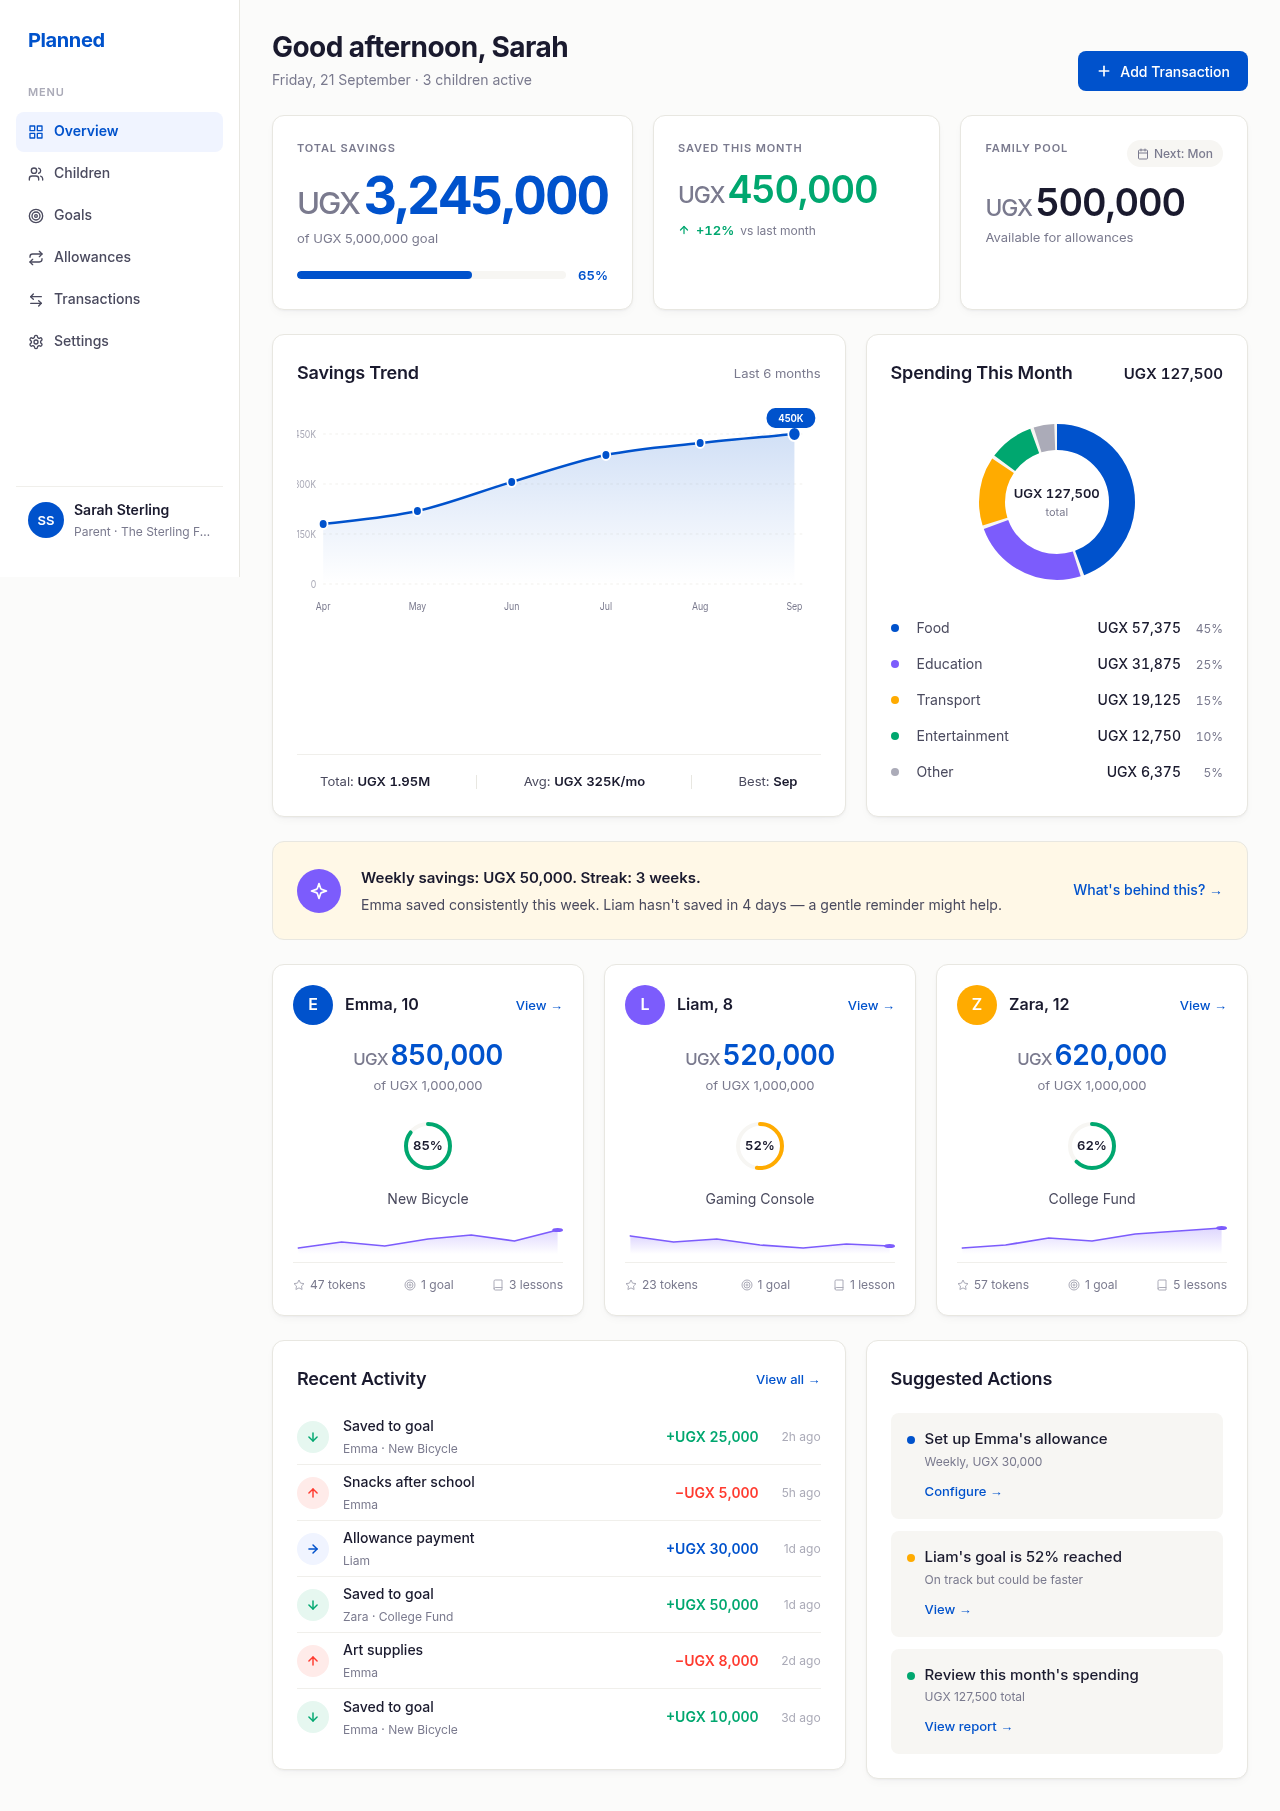 Planned
MENU
Overview
Children
Goals
Allowances
Transactions
Settings
SS
Sarah Sterling
Parent · The Sterling F...
Good afternoon, Sarah
Friday, 21 September · 3 children active
Add Transaction
TOTAL SAVINGS
UGX 3,245,000
of UGX 5,000,000 goal
65%
SAVED THIS MONTH
UGX 450,000
+12% vs last month
FAMILY POOL
Next: Mon
UGX 500,000
Available for allowances
Savings Trend
Last 6 months
450K
450K
300K
150K
0
Apr May Jun Jul Aug Sep
Total: UGX 1.95M
Avg: UGX 325K/mo
Best: Sep
Spending This Month
UGX 127,500
UGX 127,500
total
Food UGX 57,375 45%
Education UGX 31,875 25%
Transport UGX 19,125 15%
Entertainment UGX 12,750 10%
Other UGX 6,375 5%
Weekly savings: UGX 50,000. Streak: 3 weeks.
Emma saved consistently this week. Liam hasn't saved in 4 days — a gentle reminder might help.
What's behind this? →
E
Emma, 10
View →
UGX 850,000
of UGX 1,000,000
85%
New Bicycle
47 tokens
1 goal
3 lessons
L
Liam, 8
View →
UGX 520,000
of UGX 1,000,000
52%
Gaming Console
23 tokens
1 goal
1 lesson
Z
Zara, 12
View →
UGX 620,000
of UGX 1,000,000
62%
College Fund
57 tokens
1 goal
5 lessons
Recent Activity
View all →
Saved to goal
Emma · New Bicycle
+UGX 25,000
2h ago
Snacks after school
Emma
−UGX 5,000
5h ago
Allowance payment
Liam
+UGX 30,000
1d ago
Saved to goal
Zara · College Fund
+UGX 50,000
1d ago
Art supplies
Emma
−UGX 8,000
2d ago
Saved to goal
Emma · New Bicycle
+UGX 10,000
3d ago
Suggested Actions
Set up Emma's allowance
Weekly, UGX 30,000
Configure →
Liam's goal is 52% reached
On track but could be faster
View →
Review this month's spending
UGX 127,500 total
View report →